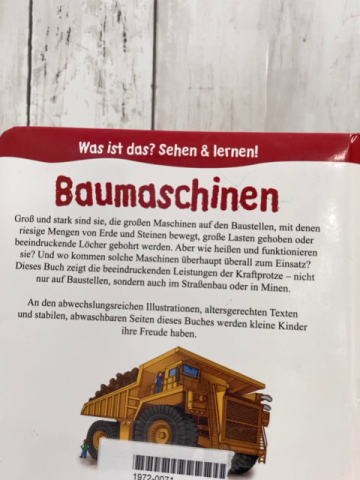 Was ist das? Sehen & lernen!
Baumaschinen
Groß und stark sind sie, die großen Maschinen auf den Baustellen, mit denen
riesige Mengen von Erde und Steinen bewegt, große Lasten gehoben oder
beeindruckende Löcher gebohrt werden. Aber wie heißen und funktionieren
sie? Und wo kommen solche Maschinen überhaupt überall zum Einsatz?
Dieses Buch zeigt die beeindruckenden Leistungen der Kraftprotze – nicht
nur auf Baustellen, sondern auch im Straßenbau oder in Minen.
An den abwechslungsreichen Illustrationen, altersgerechten Texten
und stabilen, abwaschbaren Seiten dieses Buches werden kleine Kinder
ihre Freude haben.
1972-0071